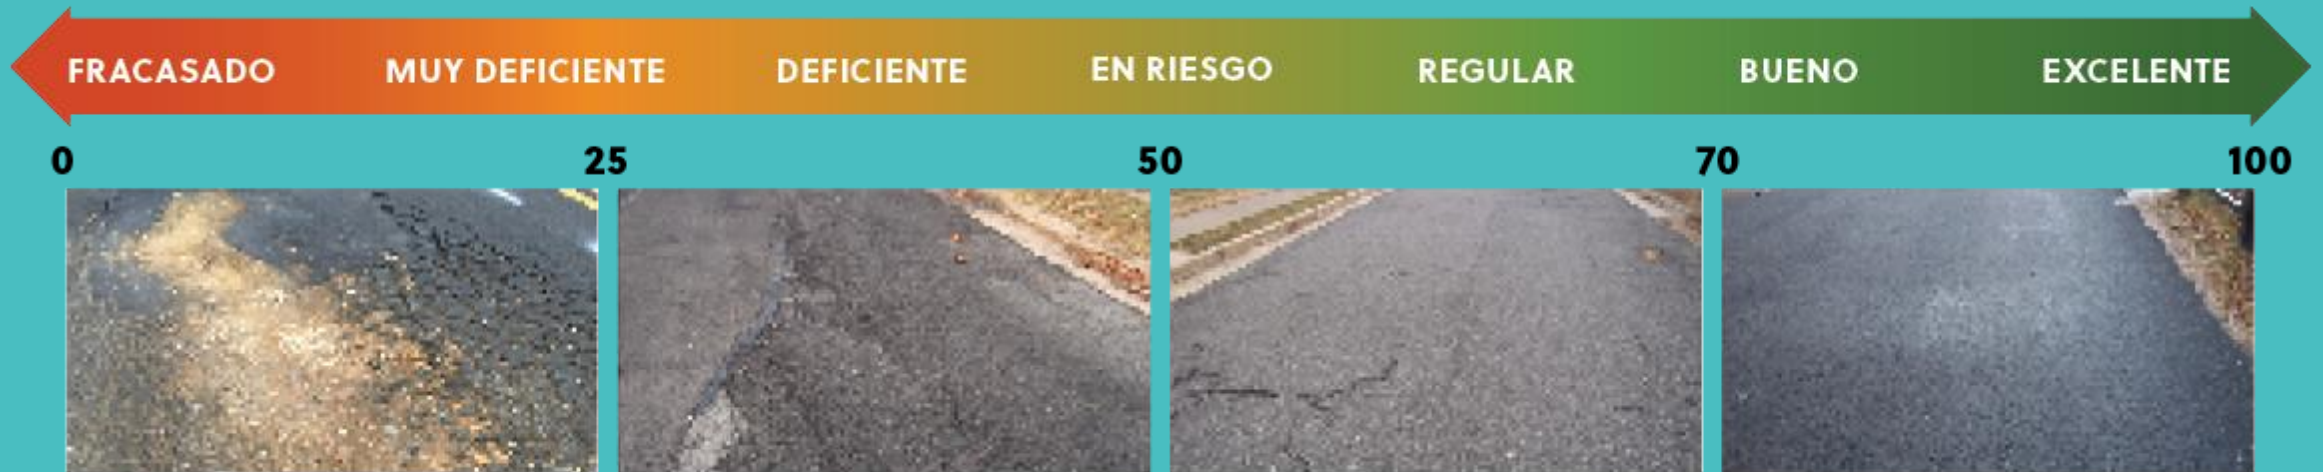 FRACASADO MUY DEFICIENTE DEFICIENTE EN RIESGO REGULAR BUENO EXCELENTE
0 25 50 70 100